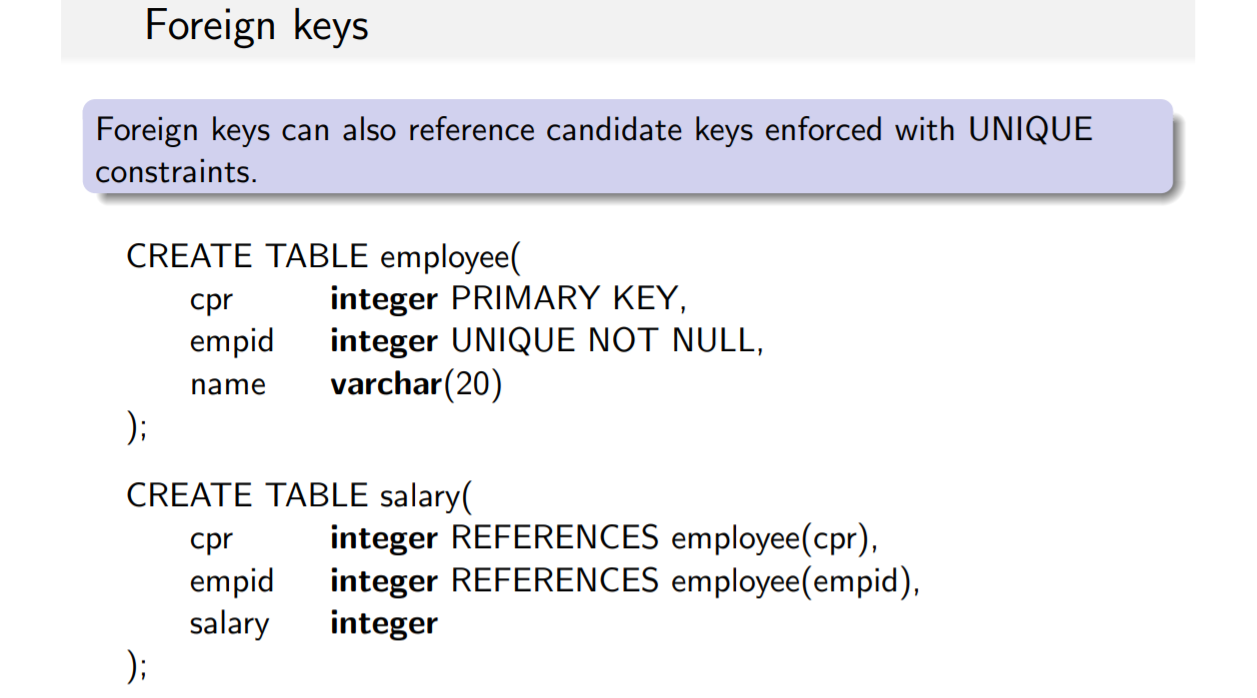 Foreign keys
Foreign keys can also reference candidate keys enforced with UNIQUE
constraints.
CREATE TABLE employee(
cpr integer PRIMARY KEY,
empid integer UNIQUE NOT NULL,
name varchar(20)
);
CREATE TABLE salary(
cpr integer REFERENCES employee(cpr),
empid integer REFERENCES employee(empid),
salary integer
);